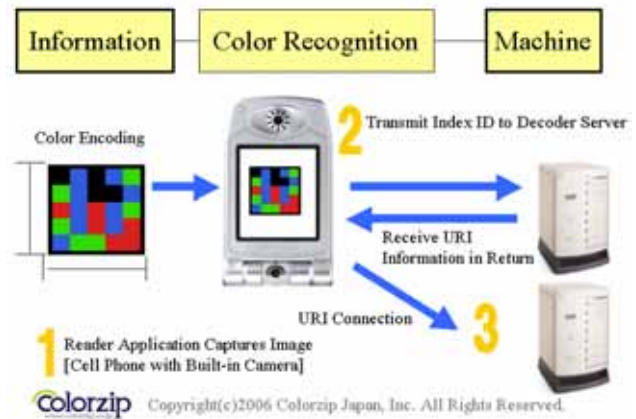 Information
Color Recognition
Machine
Color Encoding
2
Transmit Index ID to Decoder Server
Receive URI
Information in Return
URI Connection
3
1
Reader Application Captures Image
[Cell Phone with Built-in Camera]
colorzip
Copyright(c)2006 Colorzip Japan, Inc. All Rights Reserved.